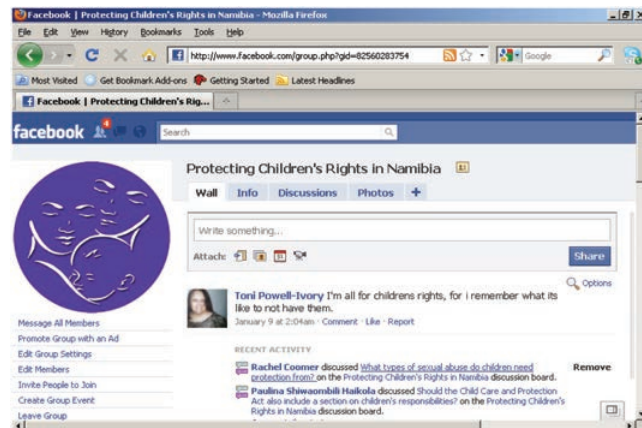 Facebook | Protecting Children's Rights in Namibia - Mozilla Firefox
File Edit View History Bookmarks Tools Help
http://www.facebook.com/group.php?gid=82560283754
Google
Most Visited Getting Started Latest Headlines
Get Bookmark Add-ons
Facebook | Protecting Children's Rig...
facebook
4
Search
Protecting Children's Rights in Namibia
Wall Info Discussions Photos +
Write something...
Attach:
31
Share
Options
Toni Powell-Ivory I'm all for childrens rights, for i remember what its
like to not have them.
January 9 at 2:04am · Comment · Like · Report
RECENT ACTIVITY
Rachel Coomer discussed What types of sexual abuse do children need
protection from? on the Protecting Children's Rights in Namibia discussion board.
Remove
Paulina Shiwaombili Haikola discussed Should the Child Care and Protection
Act also include a section on children's responsibilities? on the Protecting Children's
Rights in Namibia discussion board.
Message All Members
Promote Group with an Ad
Edit Group Settings
Edit Members
Invite People to Join
Create Group Event
Leave Group